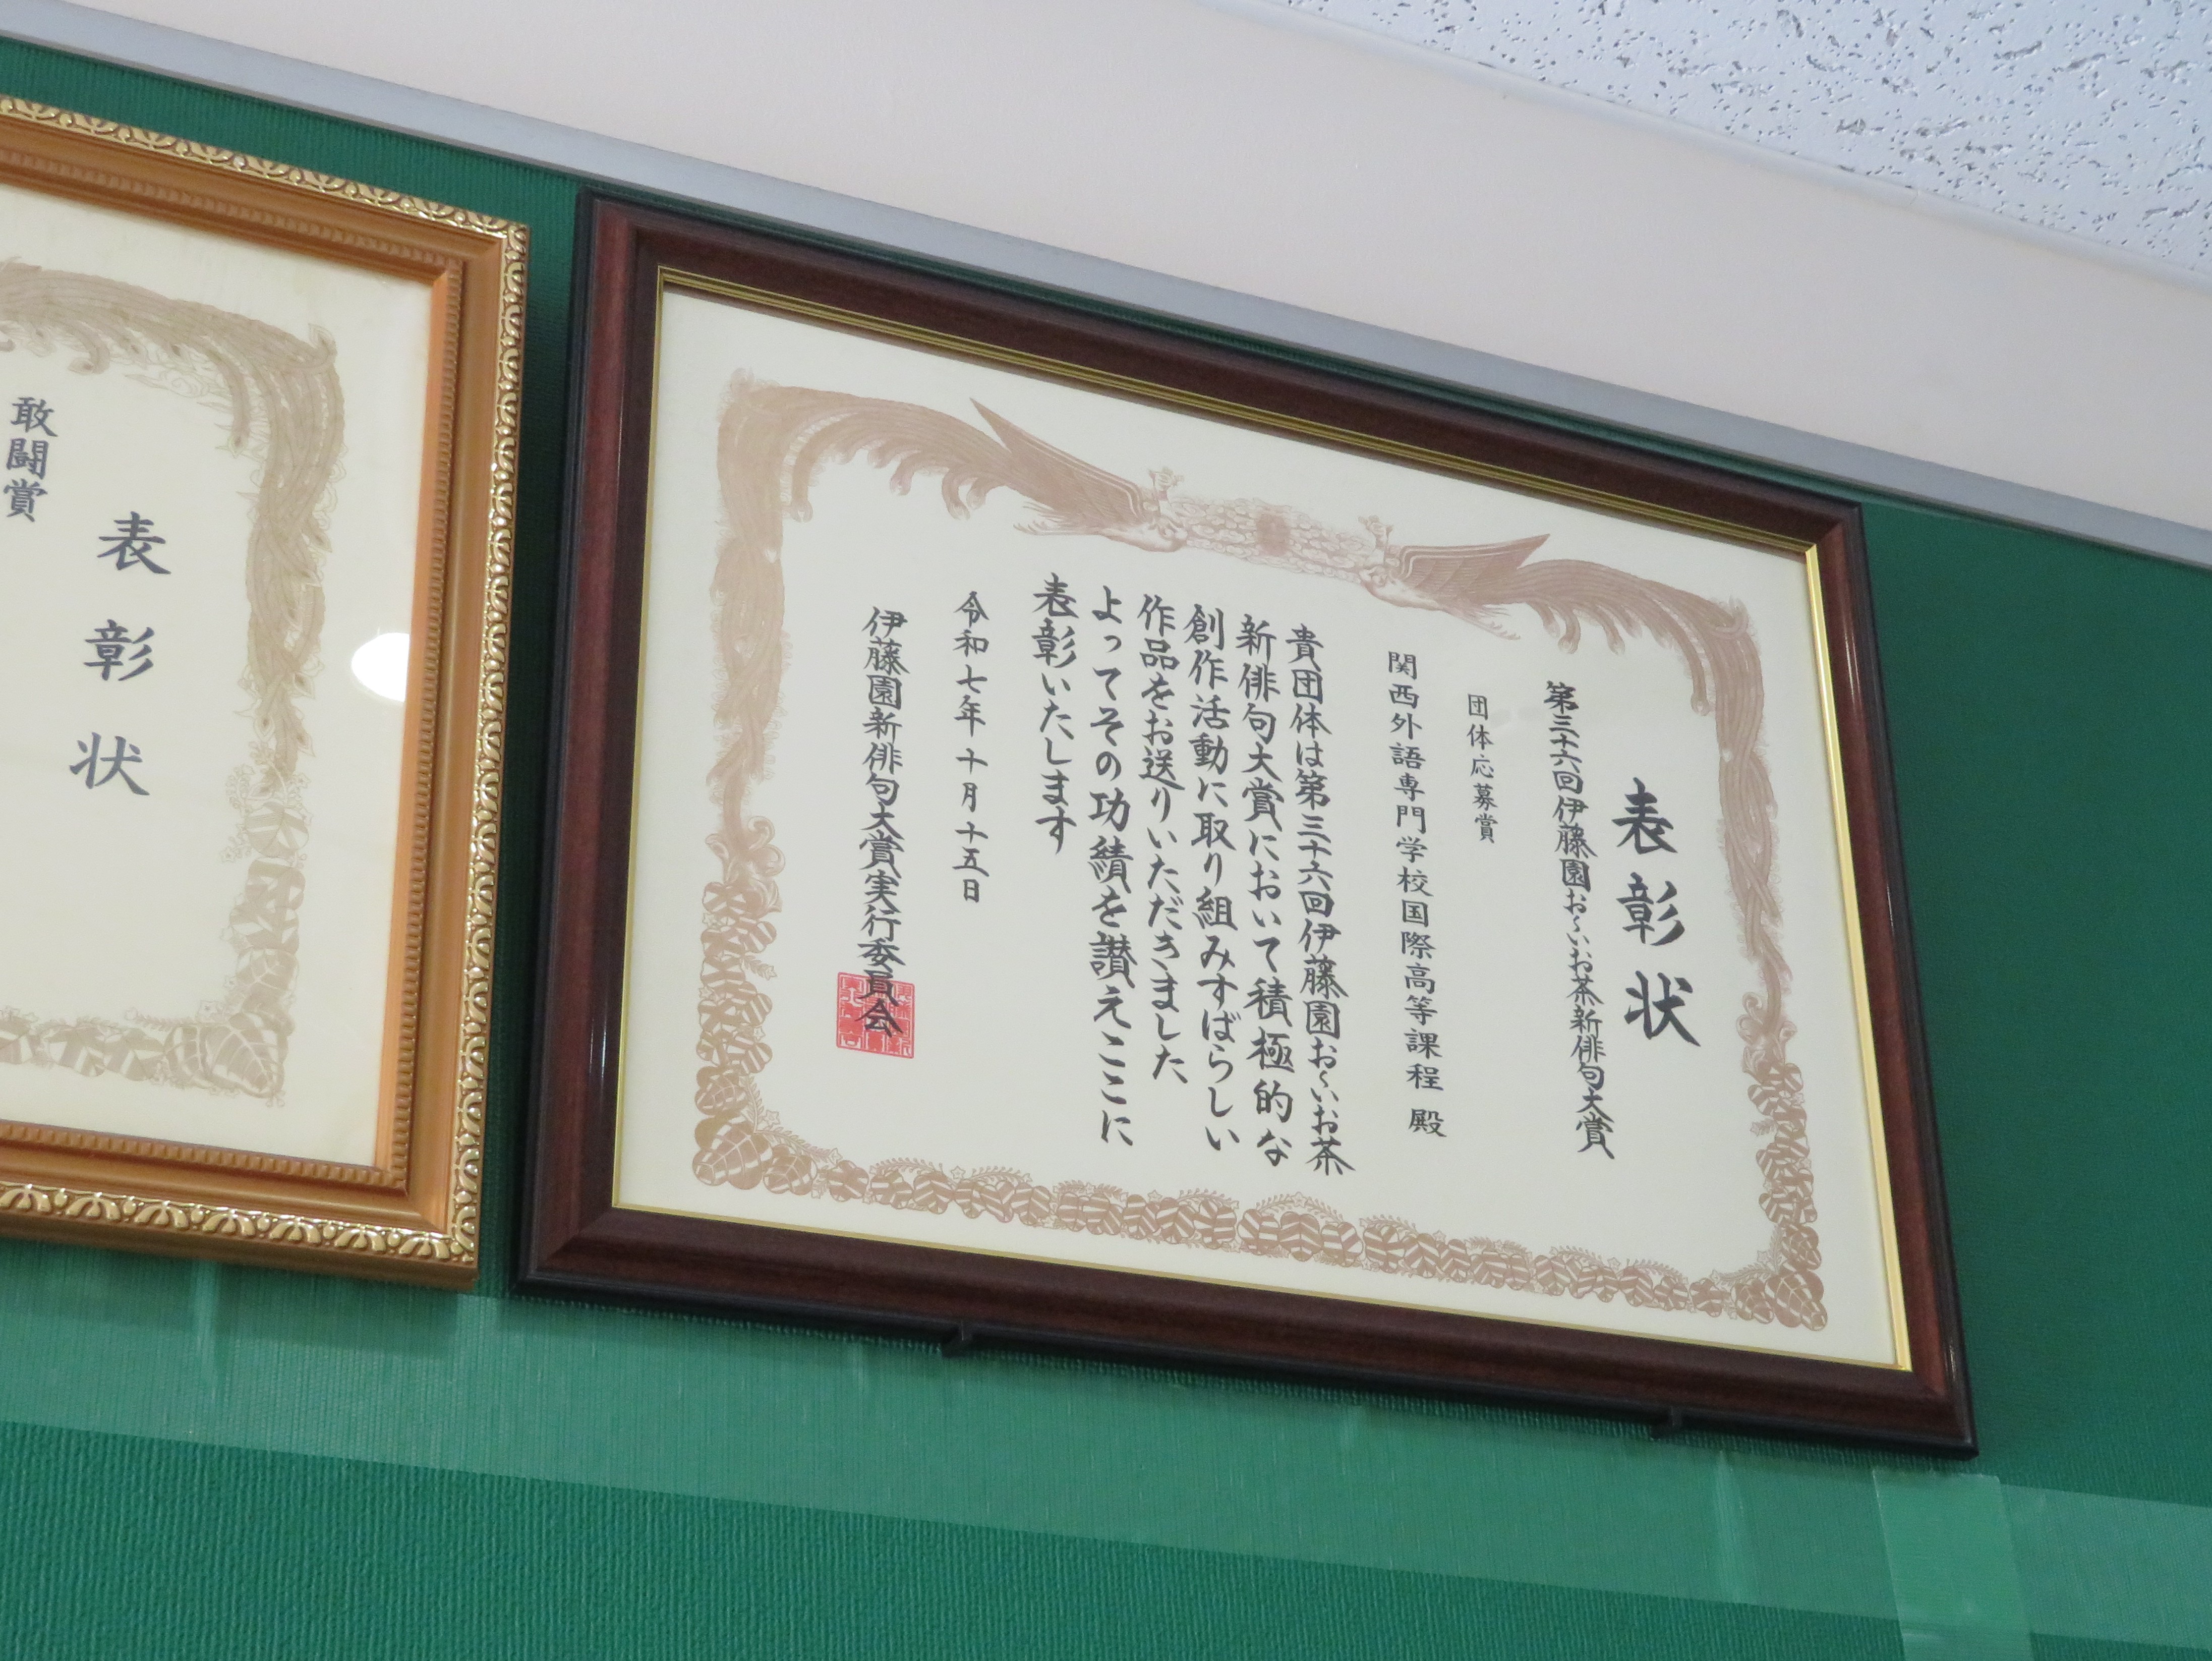 表彰状
第三十六回伊藤園お〜いお茶新俳句大賞
団体応募賞
関西外語専門学校国際高等課程 殿
貴団体は第三十六回伊藤園お〜いお茶
新俳句大賞において積極的な
創作活動に取り組みすばらしい
作品をお送りいただきました
よってその功績を讃えここに
表彰いたします
令和七年十月十五日
伊藤園新俳句大賞実行委員会
表彰状
敢闘賞